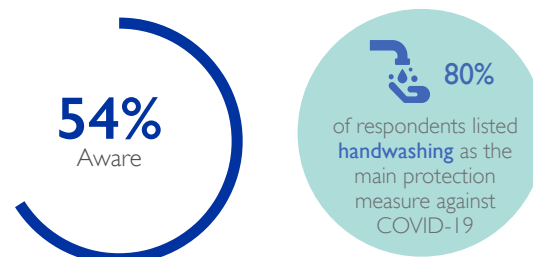 54%
Aware
80%
of respondents listed
handwashing as the
main protection
measure against
COVID-19